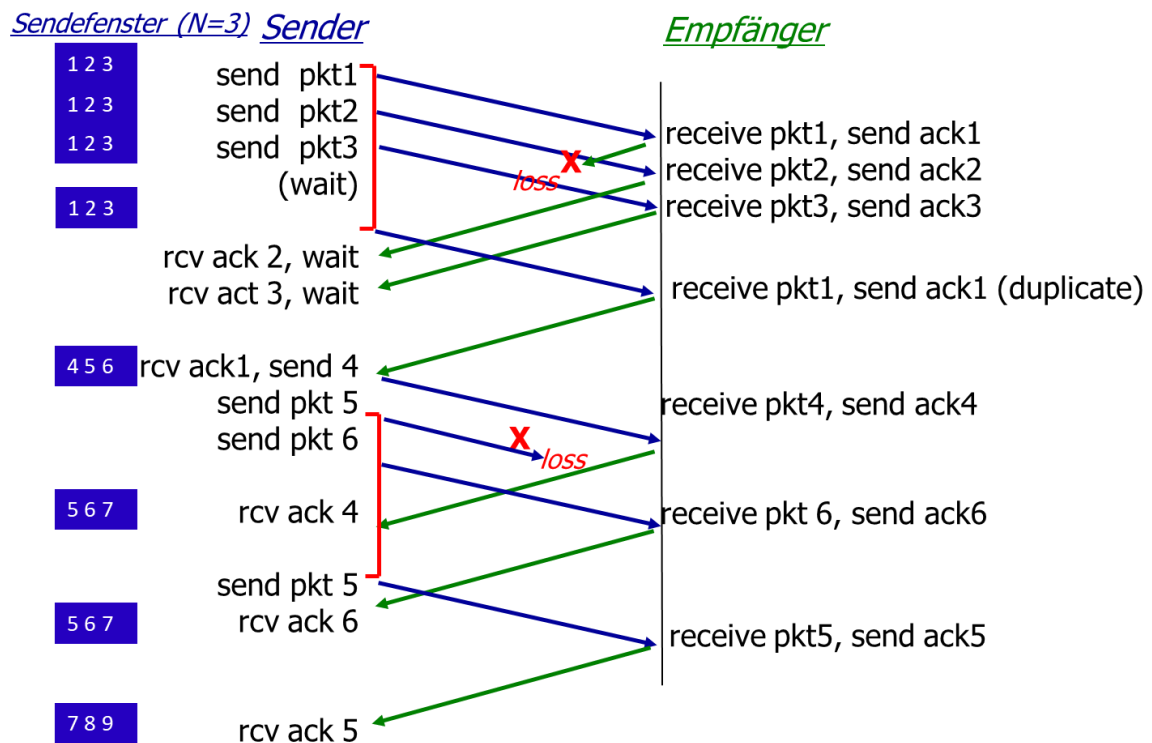 Sendefenster (N=3) Sender Empfänger
1 2 3 send pkt1
1 2 3 send pkt2 receive pkt1, send ack1
1 2 3 send pkt3 X receive pkt2, send ack2
(wait) loss
1 2 3 receive pkt3, send ack3
rcv ack 2, wait
rcv act 3, wait receive pkt1, send ack1 (duplicate)
4 5 6 rcv ack1, send 4
send pkt 5 receive pkt4, send ack4
send pkt 6 X
loss
5 6 7 rcv ack 4 receive pkt 6, send ack6
send pkt 5
5 6 7 rcv ack 6 receive pkt5, send ack5
7 8 9 rcv ack 5